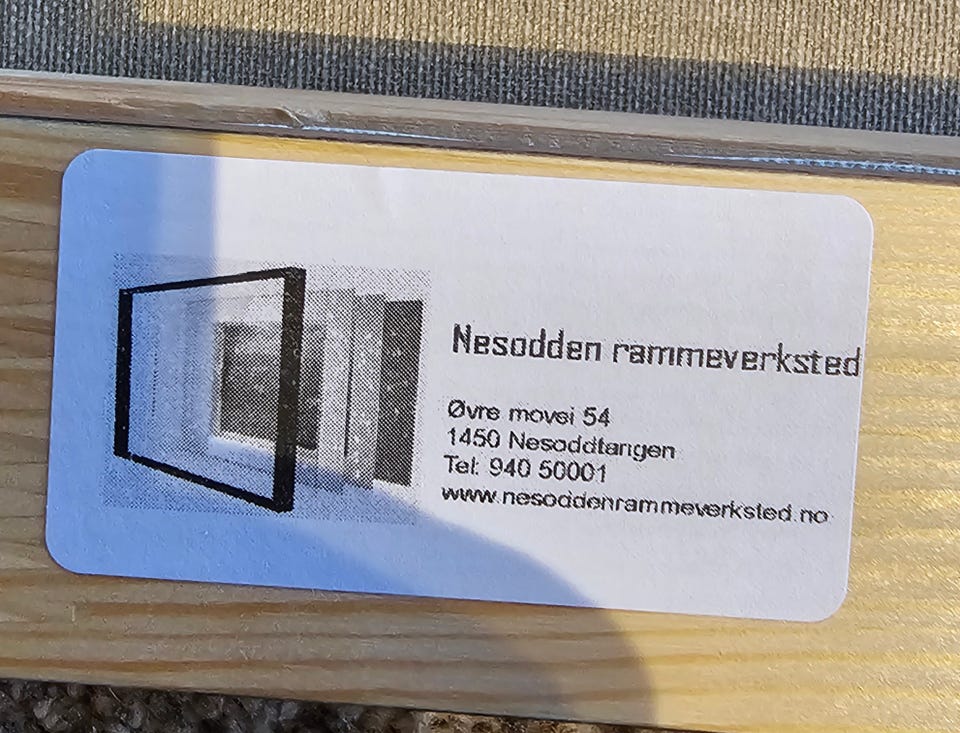 Nesodden rammeverksted
Øvre movei 54
1450 Nesoddtangen
Tel: 940 50001
www.nesoddenrammeverksted.no